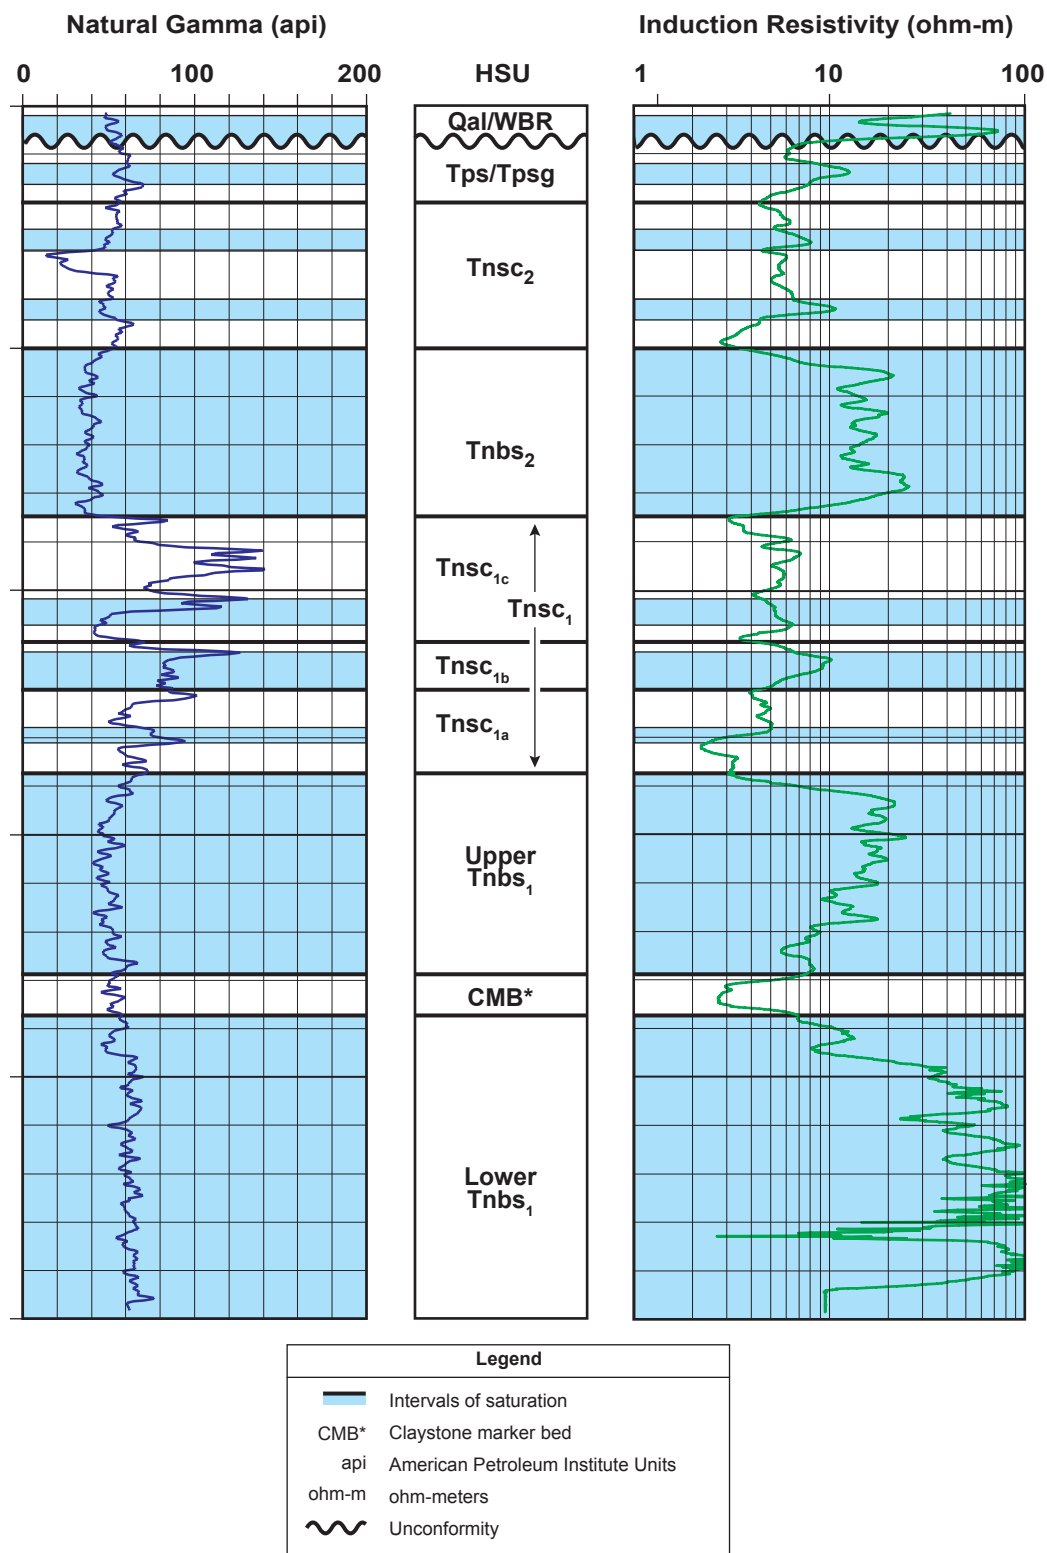 Natural Gamma (api)
Induction Resistivity (ohm-m)
0 100 200
HSU
1 10 100
Qal/WBR
Tps/Tpsg
Tnsc₂
Tnbs₂
Tnsc₁c
Tnsc₁
Tnsc₁b
Tnsc₁a
Upper
Tnbs₁
CMB*
Lower
Tnbs₁
Legend
Intervals of saturation
CMB* Claystone marker bed
api American Petroleum Institute Units
ohm-m ohm-meters
Unconformity